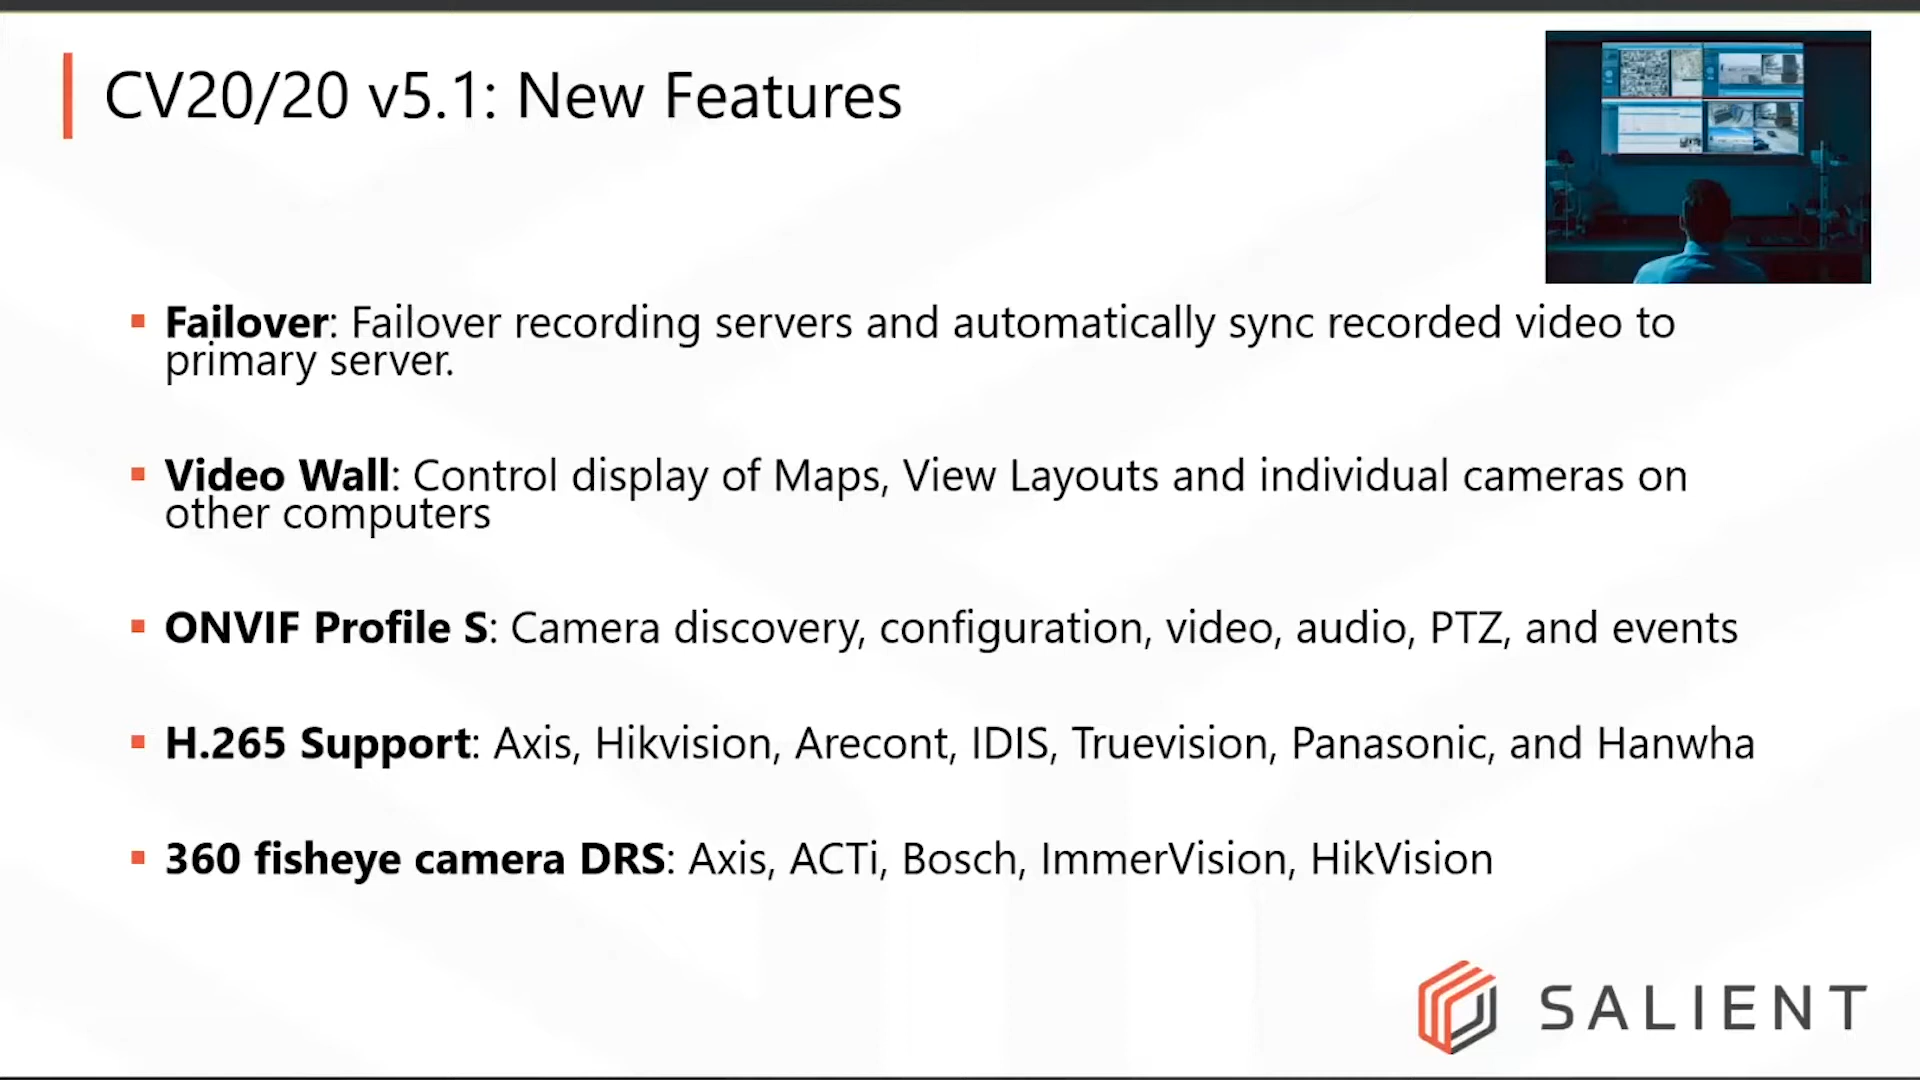 CV20/20 v5.1: New Features
Failover: Failover recording servers and automatically sync recorded video to
primary server.
Video Wall: Control display of Maps, View Layouts and individual cameras on
other computers
ONVIF Profile S: Camera discovery, configuration, video, audio, PTZ, and events
H.265 Support: Axis, Hikvision, Arecont, IDIS, Truevision, Panasonic, and Hanwha
360 fisheye camera DRS: Axis, ACTi, Bosch, ImmerVision, HikVision
SALIENT